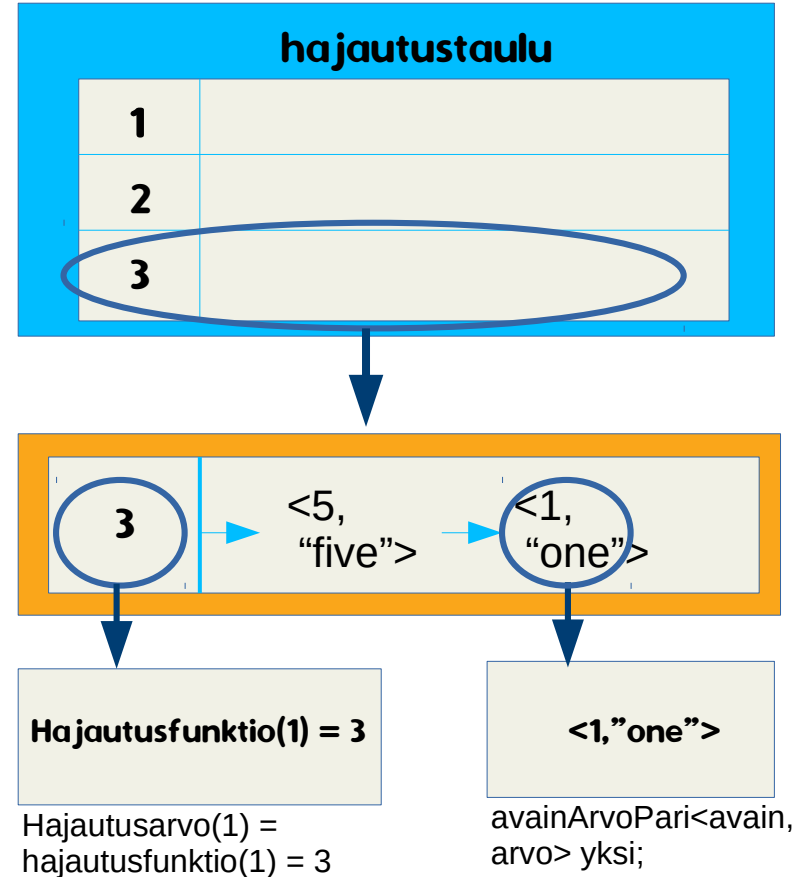 hajautustaulu
1
2
3
3
<5,
“five”>
<1,
“one”>
Hajautusfunktio(1) = 3
<1,”one”>
Hajautusarvo(1) =
hajautusfunktio(1) = 3
avainArvoPari<avain,
arvo> yksi;